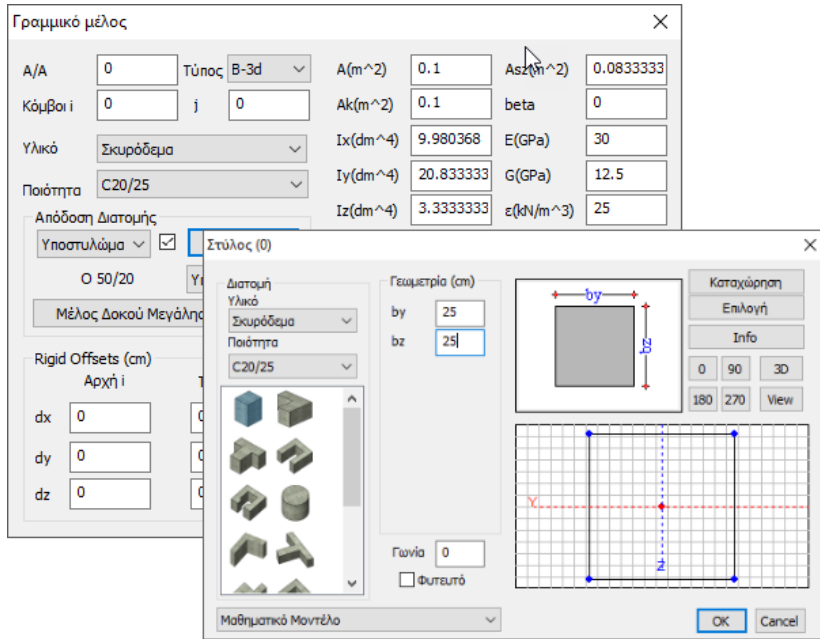 Γραμμικό μέλος
A/A 0 Τύπος B-3d A(m^2) 0.1 Asz(m^2) 0.0833333
Κόμβοι i 0 j 0 Ak(m^2) 0.1 beta 0
Υλικό Σκυρόδεμα Ix(dm^4) 9.980368 E(GPa) 30
Ποιότητα C20/25 Iy(dm^4) 20.833333 G(GPa) 12.5
Iz(dm^4) 3.3333333 ε(kN/m^3) 25
Απόδοση Διατομής
Υποστυλώμα
O 50/20
Μέλος Δοκού
Rigid Offsets (cm)
Αρχή i
dx 0
dy 0
dz 0
Στύλος (0)
Διατομή
Υλικό
Σκυρόδεμα
Ποιότητα
C20/25
Γεωμετρία (cm)
by 25
bz 25
Γωνία 0
Φυτευτό
by
bz
Καταχώρηση
Επιλογή
Info
0 90 3D
180 270 View
Y
Z
Μαθηματικό Μοντέλο
OK Cancel